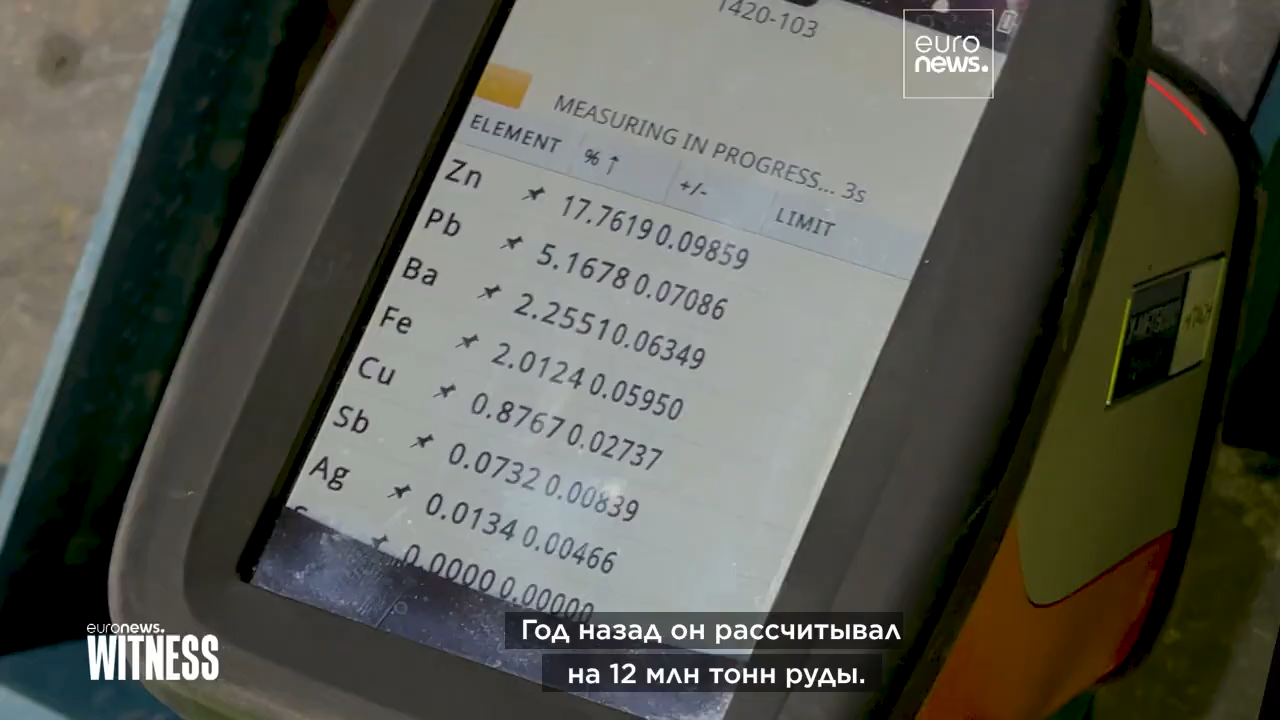 1420-103
euro
news.
MEASURING IN PROGRESS... 3s
ELEMENT % ↑ +/- LIMIT
Zn 17.7619 0.09859
Pb 5.1678 0.07086
Ba 2.2551 0.06349
Fe 2.0124 0.05950
Cu 0.8767 0.02737
Sb 0.0732 0.00839
Ag 0.0134 0.00466
0.0000 0.00000
euronews.
WITNESS
Год назад он рассчитывал
на 12 млн тонн руды.